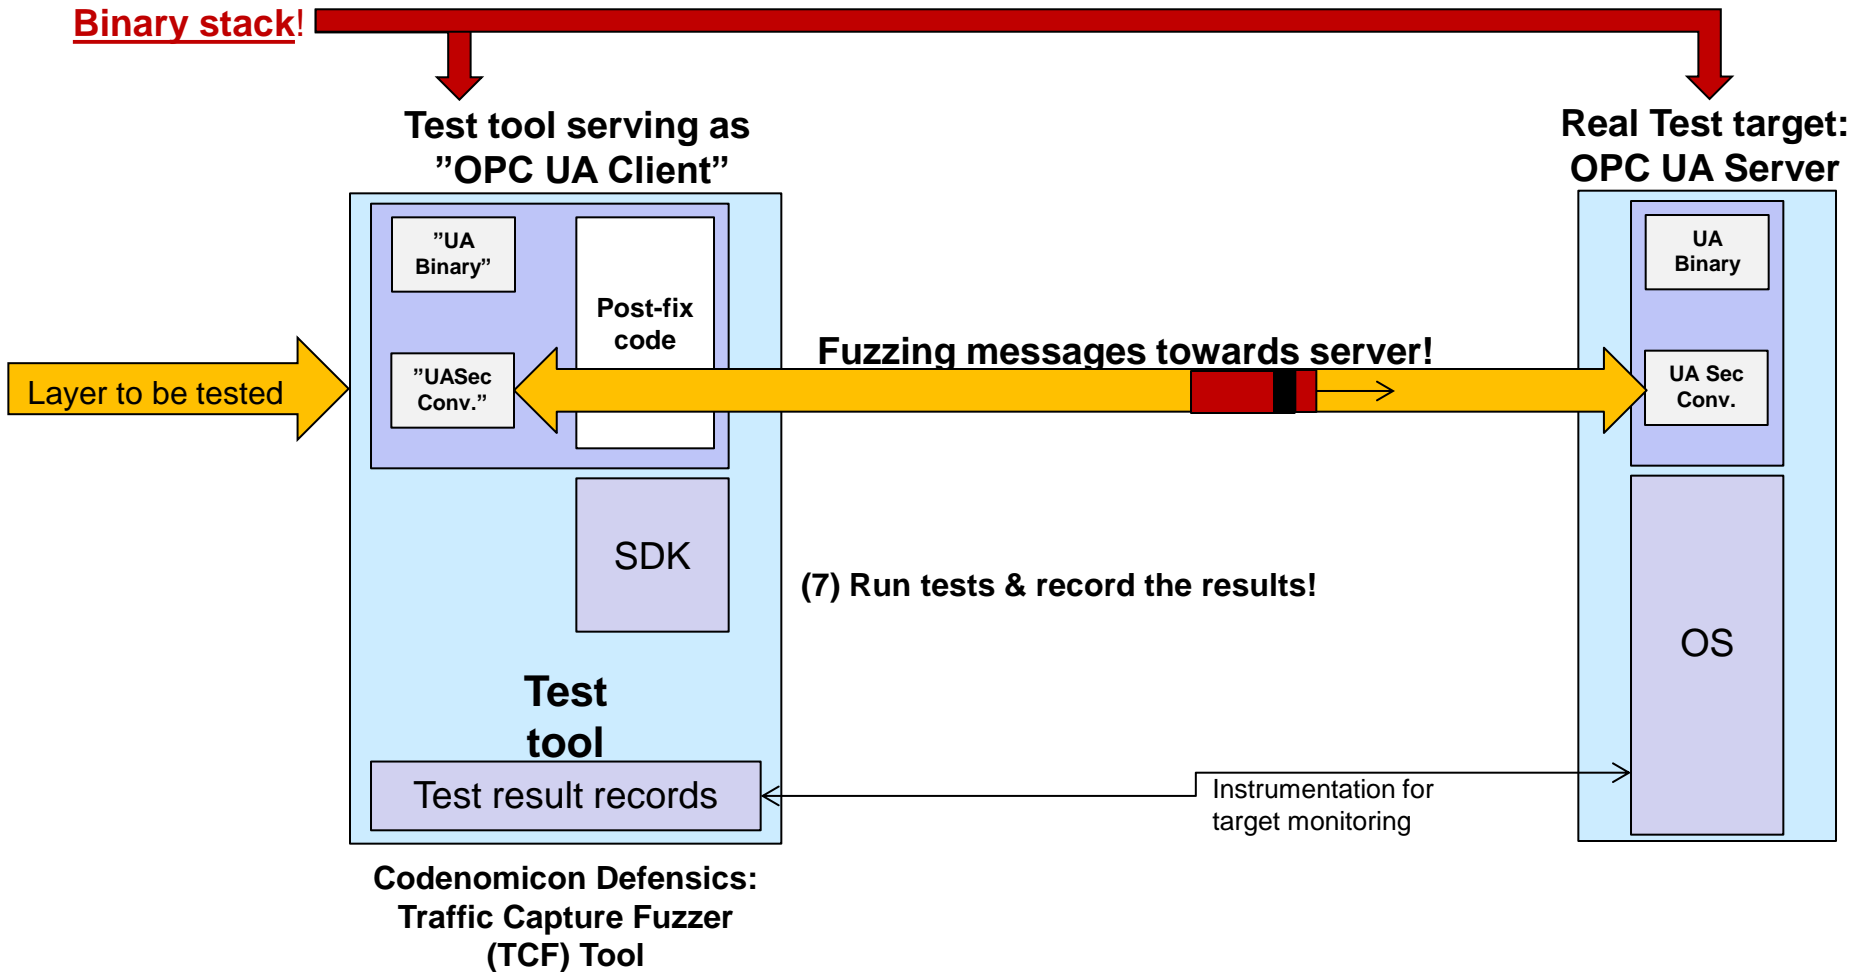 Binary stack!
Test tool serving as
”OPC UA Client”
Real Test target:
OPC UA Server
”UA
Binary”
Post-fix
code
UA
Binary
Layer to be tested
”UASec
Conv.”
Fuzzing messages towards server!
UA Sec
Conv.
SDK
(7) Run tests & record the results!
OS
Test
tool
Test result records
Instrumentation for
target monitoring
Codenomicon Defensics:
Traffic Capture Fuzzer
(TCF) Tool